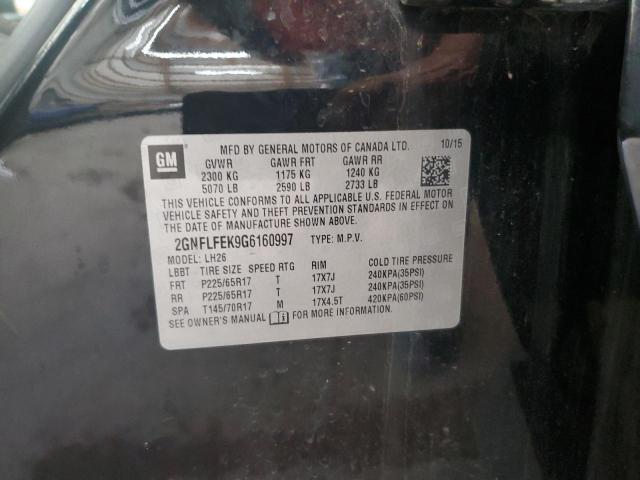 GM
MFD BY GENERAL MOTORS OF CANADA LTD. 10/15
GVWR GAWR FRT GAWR RR
2300 KG 1175 KG 1240 KG
5070 LB 2590 LB 2733 LB
THIS VEHICLE CONFORMS TO ALL APPLICABLE U.S. FEDERAL MOTOR
VEHICLE SAFETY AND THEFT PREVENTION STANDARDS IN EFFECT ON
THE DATE OF MANUFACTURE SHOWN ABOVE.
2GNFLFEK9G6160997 TYPE: M.P.V.
MODEL: LH26
LBBT TIRE SIZE SPEED RTG RIM COLD TIRE PRESSURE
FRT P225/65R17 T 17X7J 240KPA(35PSI)
RR P225/65R17 T 17X7J 240KPA(35PSI)
SPA T145/70R17 M 17X4.5T 420KPA(60PSI)
SEE OWNER'S MANUAL FOR MORE INFORMATION.